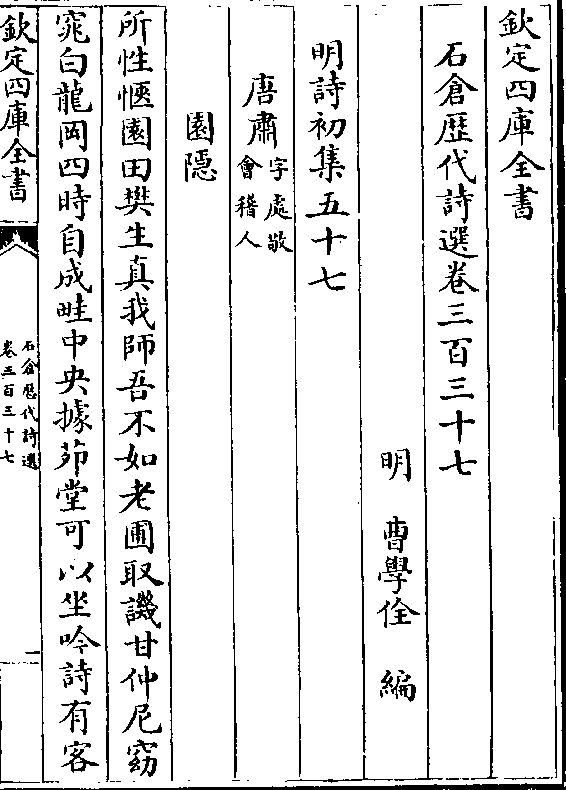 欽定四庫全書
石倉歴代詩選卷三百三十七
明 曹學佺 編
明詩初集五十七
唐肅字處敬
會稽人
園隱
所性惬園田樊生真我師吾不如老圃取譏甘仲尼窈
窕白龍岡四時自成畦中央據茆堂可以坐吟詩有客
欽定四庫全書
石倉歷代詩選
卷三百三十七
一